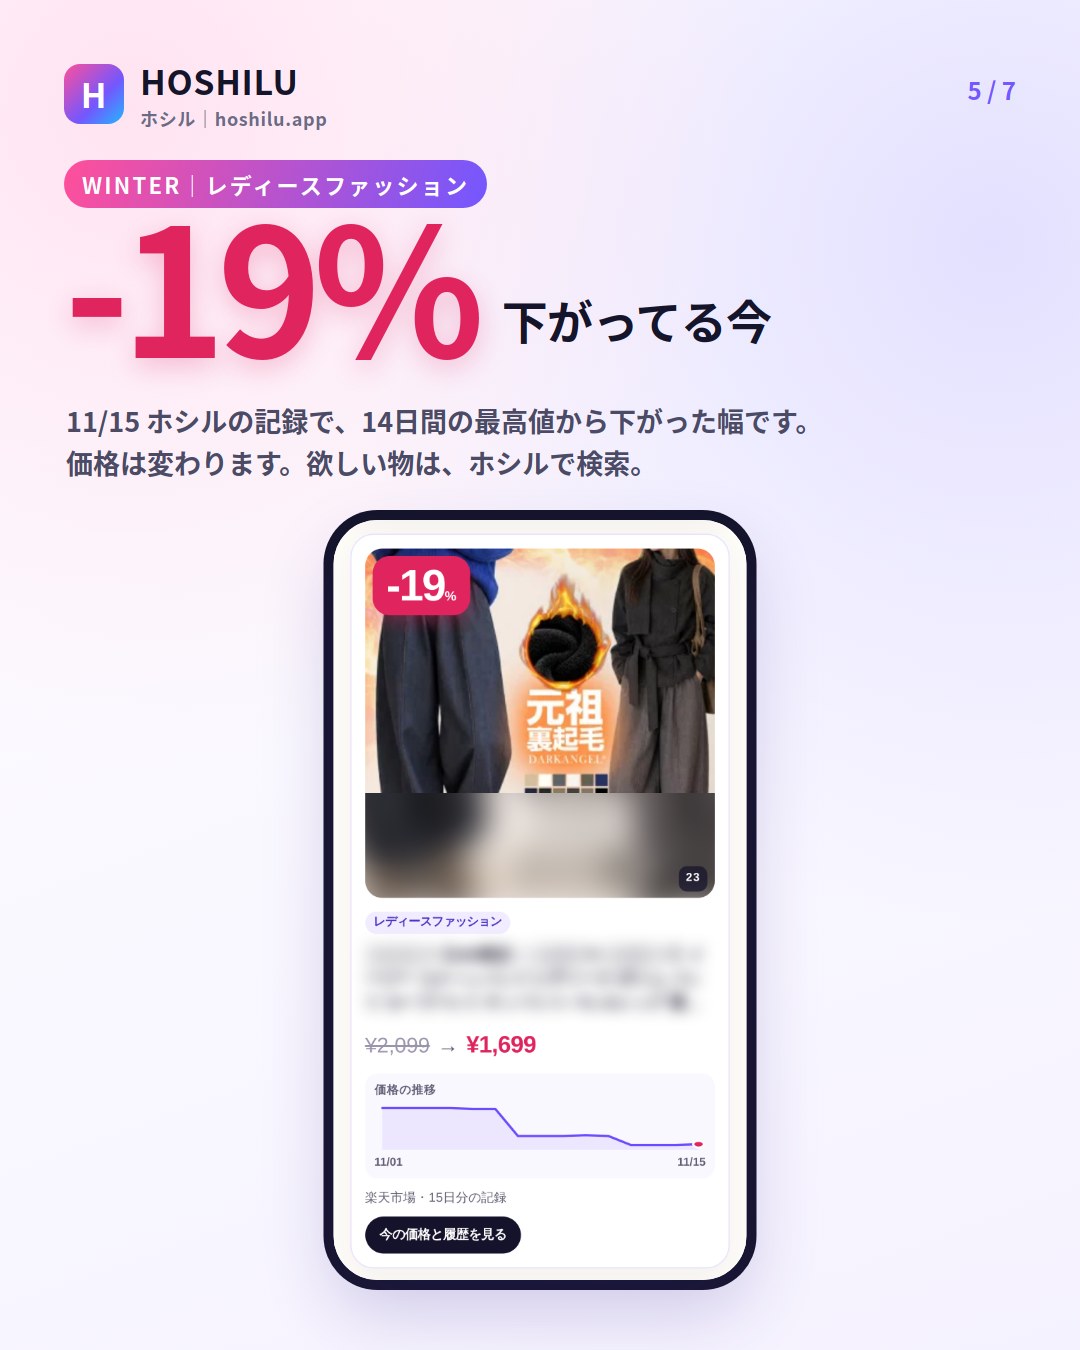 H
HOSHILU
ホシル｜hoshilu.app
5 / 7
WINTER｜レディースファッション
-19%
下がってる今
11/15 ホシルの記録で、14日間の最高値から下がった幅です。
価格は変わります。欲しい物は、ホシルで検索。
-19%
元祖
裏起毛
DARKANGEL
23
レディースファッション
¥2,099 → ¥1,699
価格の推移
11/01
11/15
楽天市場・15日分の記録
今の価格と履歴を見る